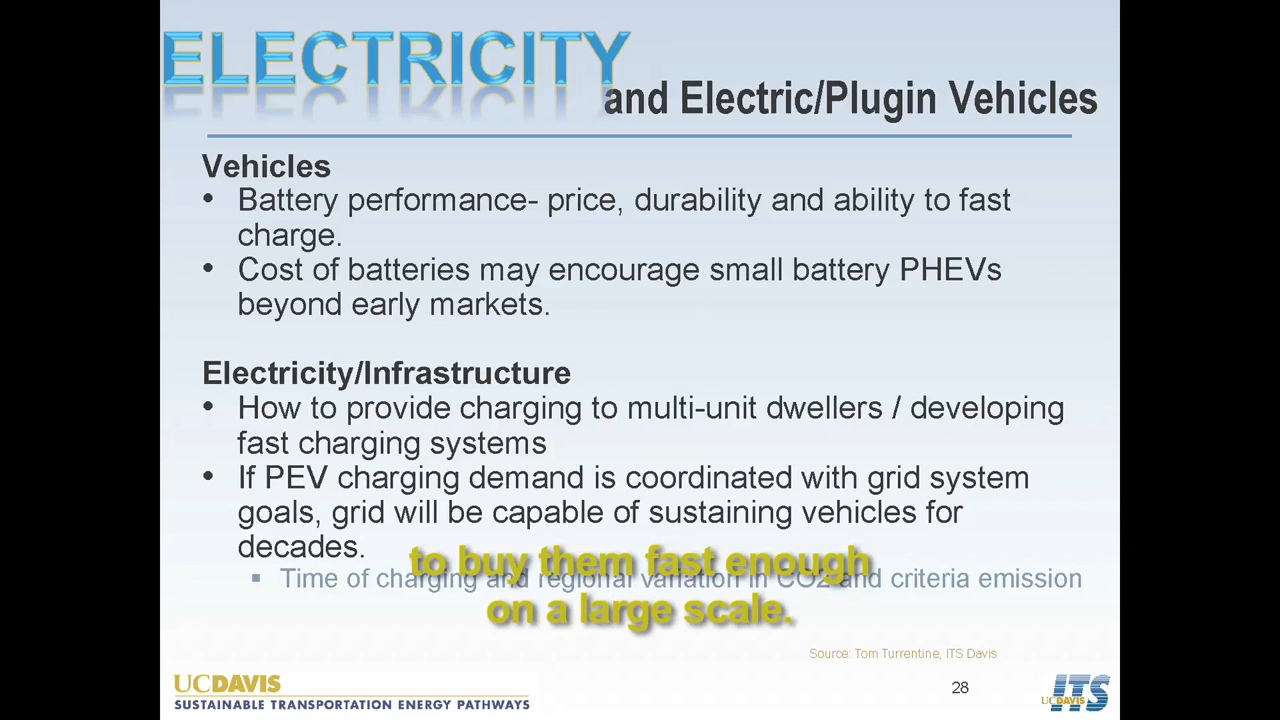 ELECTRICITY
and Electric/Plugin Vehicles
Vehicles
• Battery performance- price, durability and ability to fast
charge.
• Cost of batteries may encourage small battery PHEVs
beyond early markets.
Electricity/Infrastructure
• How to provide charging to multi-unit dwellers / developing
fast charging systems
• If PEV charging demand is coordinated with grid system
goals, grid will be capable of sustaining vehicles for
decades.
▪ Time of charging and regional variation in CO2 and criteria emission
to buy them fast enough
on a large scale.
Source: Tom Turrentine, ITS Davis
UCDAVIS
SUSTAINABLE TRANSPORTATION ENERGY PATHWAYS
28
UCDAVIS ITS